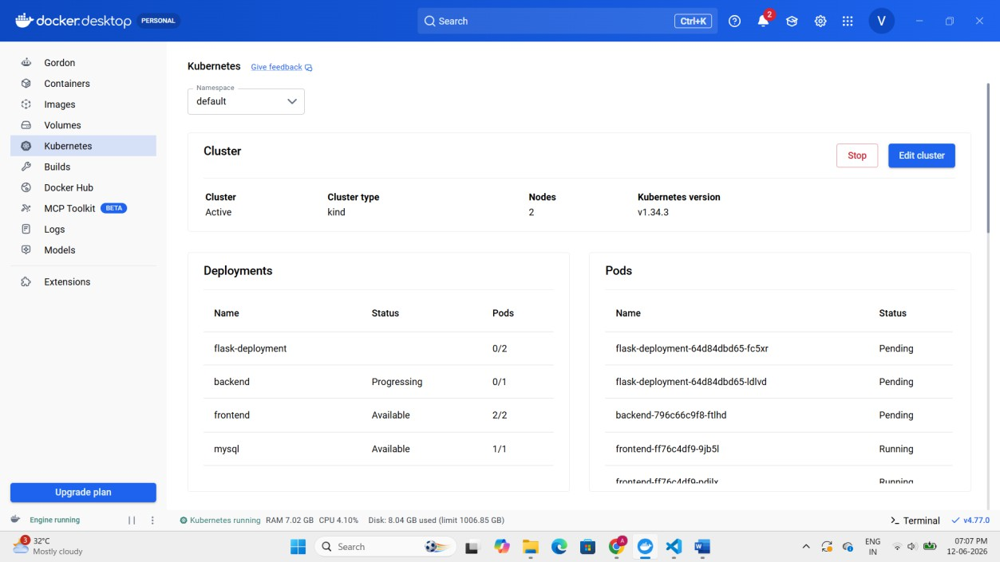 docker.desktop PERSONAL Search Ctrl+K 2 V
Gordon
Containers
Images
Volumes
Kubernetes
Builds
Docker Hub
MCP Toolkit BETA
Logs
Models
Extensions
Upgrade plan
Kubernetes Give feedback
Namespace
default
Cluster
Stop Edit cluster
Cluster Cluster type Nodes Kubernetes version
Active kind 2 v1.34.3
Deployments
Name Status Pods
flask-deployment 0/2
backend Progressing 0/1
frontend Available 2/2
mysql Available 1/1
Pods
Name Status
flask-deployment-64d84dbd65-fc5xr Pending
flask-deployment-64d84dbd65-ldlvd Pending
backend-796c66c9f8-ftlhd Pending
frontend-ff76c4df9-9jb5l Running
frontend-ff76c4df9-pdjlx Running
Engine running Kubernetes running RAM 7.02 GB CPU 4.10% Disk: 8.04 GB used (limit 1006.85 GB) Terminal v4.77.0
3 32°C
Mostly cloudy
Search
A
ENG
IN
07:07 PM
12-06-2026